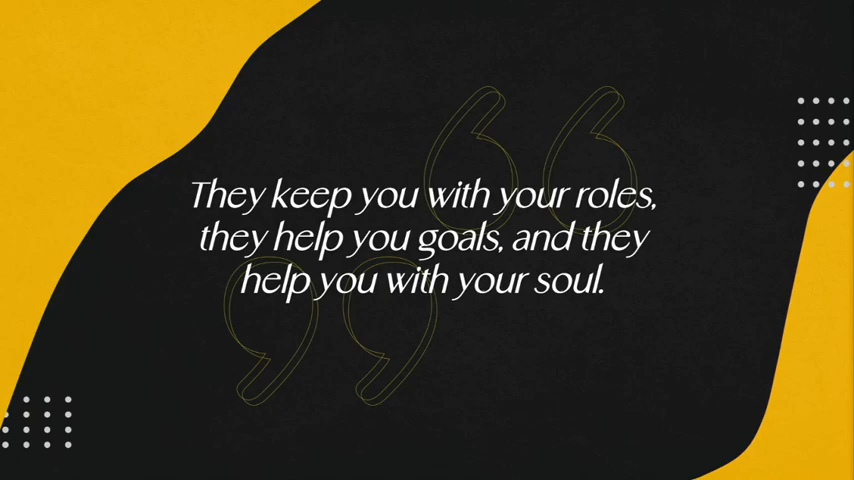 They keep you with your roles,
they help you goals, and they
help you with your soul.